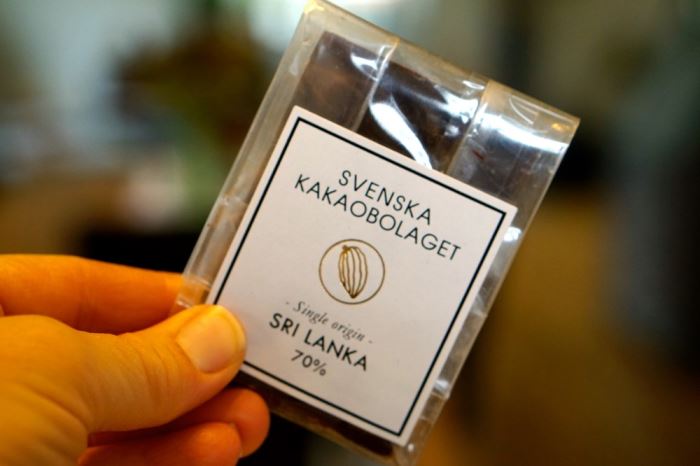 SVENSKA
KAKAOBOLAGET
- Single origin -
SRI LANKA
70%